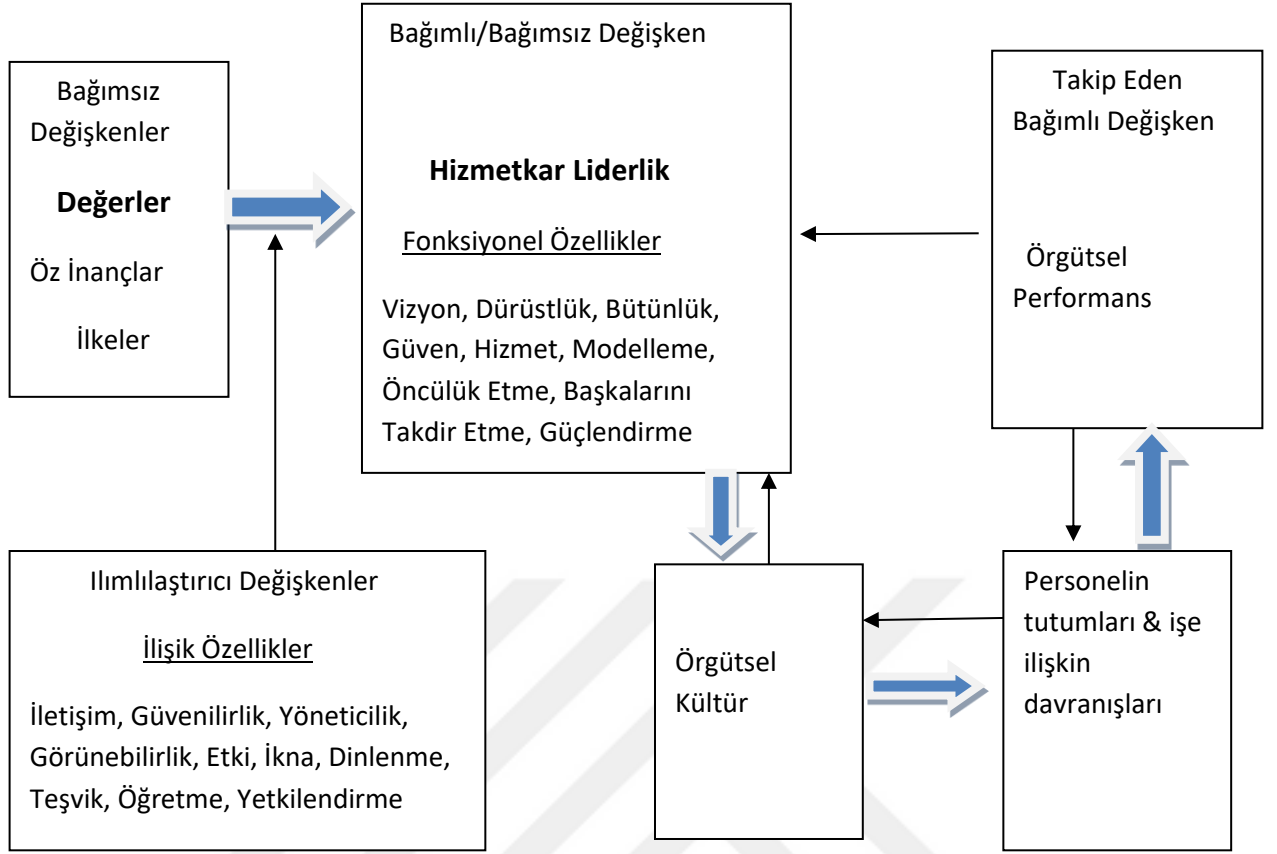 Bağımsız
Değişkenler
Değerler
Öz İnançlar
İlkeler
Bağımlı/Bağımsız Değişken
Hizmetkar Liderlik
Fonksiyonel Özellikler
Vizyon, Dürüstlük, Bütünlük,
Güven, Hizmet, Modelleme,
Öncülük Etme, Başkalarını
Takdir Etme, Güçlendirme
Takip Eden
Bağımlı Değişken
Örgütsel
Performans
Ilımlılaştırıcı Değişkenler
İlişik Özellikler
İletişim, Güvenilirlik, Yöneticilik,
Görünebilirlik, Etki, İkna, Dinlenme,
Teşvik, Öğretme, Yetkilendirme
Örgütsel
Kültür
Personelin
tutumları & işe
ilişkin
davranışları